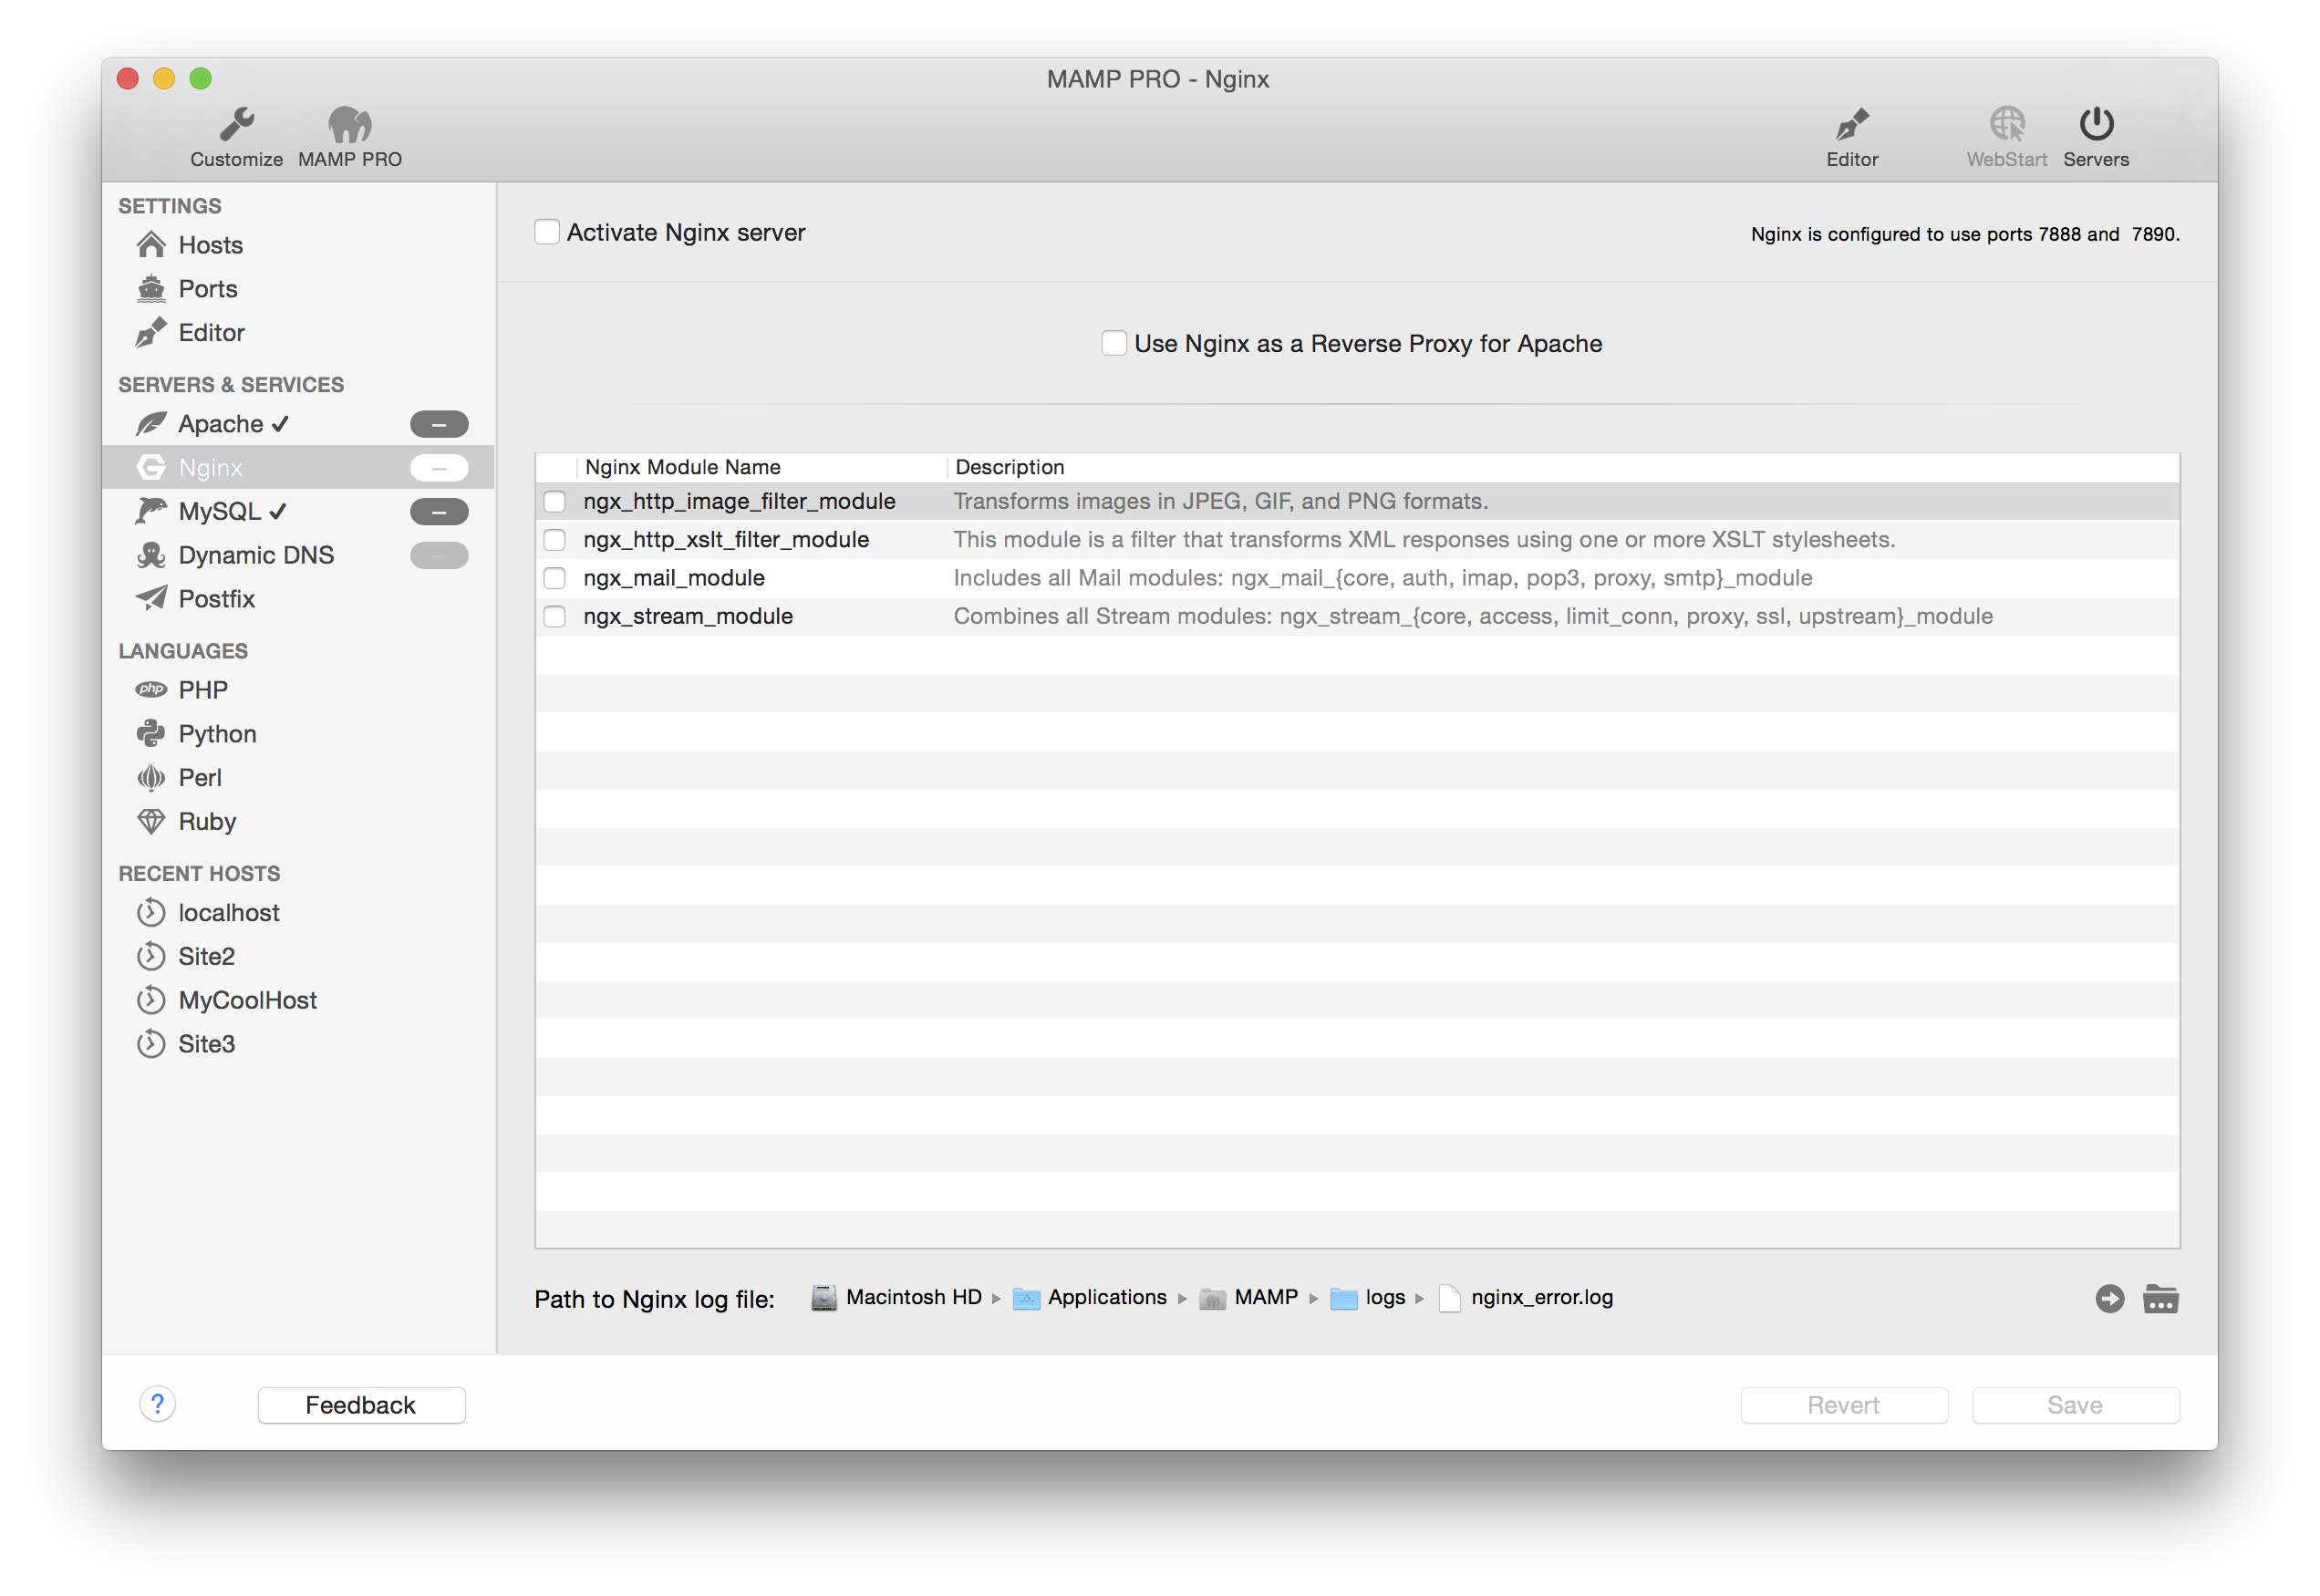 MAMP PRO - Nginx
Customize
MAMP PRO
Editor
WebStart
Servers
SETTINGS
Hosts
Ports
Editor
SERVERS & SERVICES
Apache ✔
Nginx
MySQL ✔
Dynamic DNS
Postfix
LANGUAGES
php PHP
Python
Perl
Ruby
RECENT HOSTS
localhost
Site2
MyCoolHost
Site3
Activate Nginx server
Nginx is configured to use ports 7888 and 7890.
Use Nginx as a Reverse Proxy for Apache
Nginx Module Name Description
ngx_http_image_filter_module Transforms images in JPEG, GIF, and PNG formats.
ngx_http_xslt_filter_module This module is a filter that transforms XML responses using one or more XSLT stylesheets.
ngx_mail_module Includes all Mail modules: ngx_mail_{core, auth, imap, pop3, proxy, smtp}_module
ngx_stream_module Combines all Stream modules: ngx_stream_{core, access, limit_conn, proxy, ssl, upstream}_module
Path to Nginx log file: Macintosh HD ▸ Applications ▸ MAMP ▸ logs ▸ nginx_error.log
? Feedback Revert Save